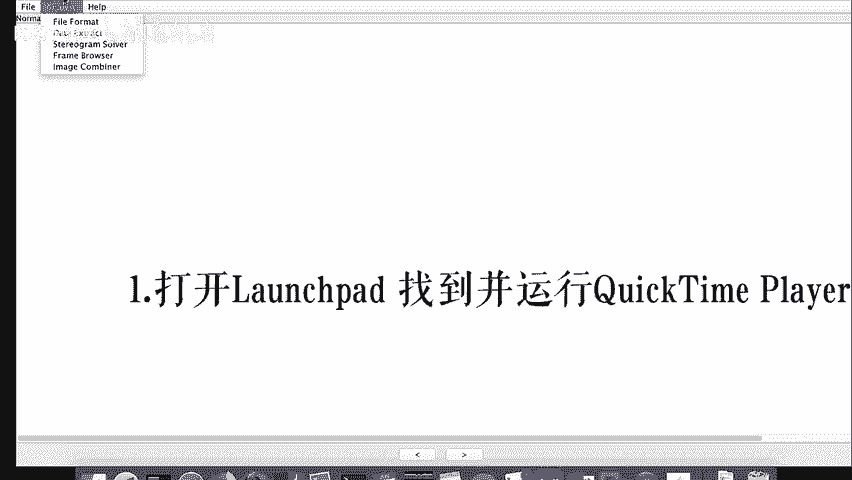 File Help
Norma
File Format
Data Extract
Stereogram Solver
Frame Browser
Image Combiner
1.打开Launchpad 找到并运行QuickTime Player
< >